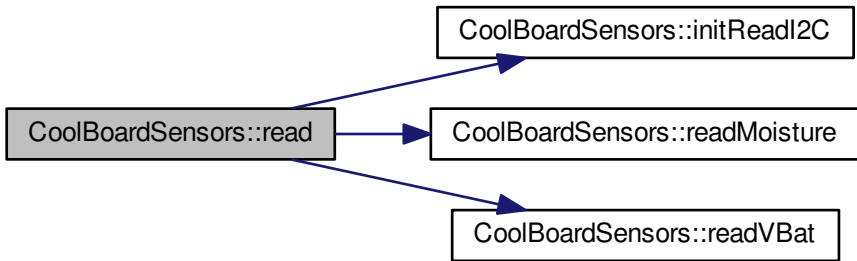 CoolBoardSensors::initReadI2C
CoolBoardSensors::read
CoolBoardSensors::readMoisture
CoolBoardSensors::readVBat